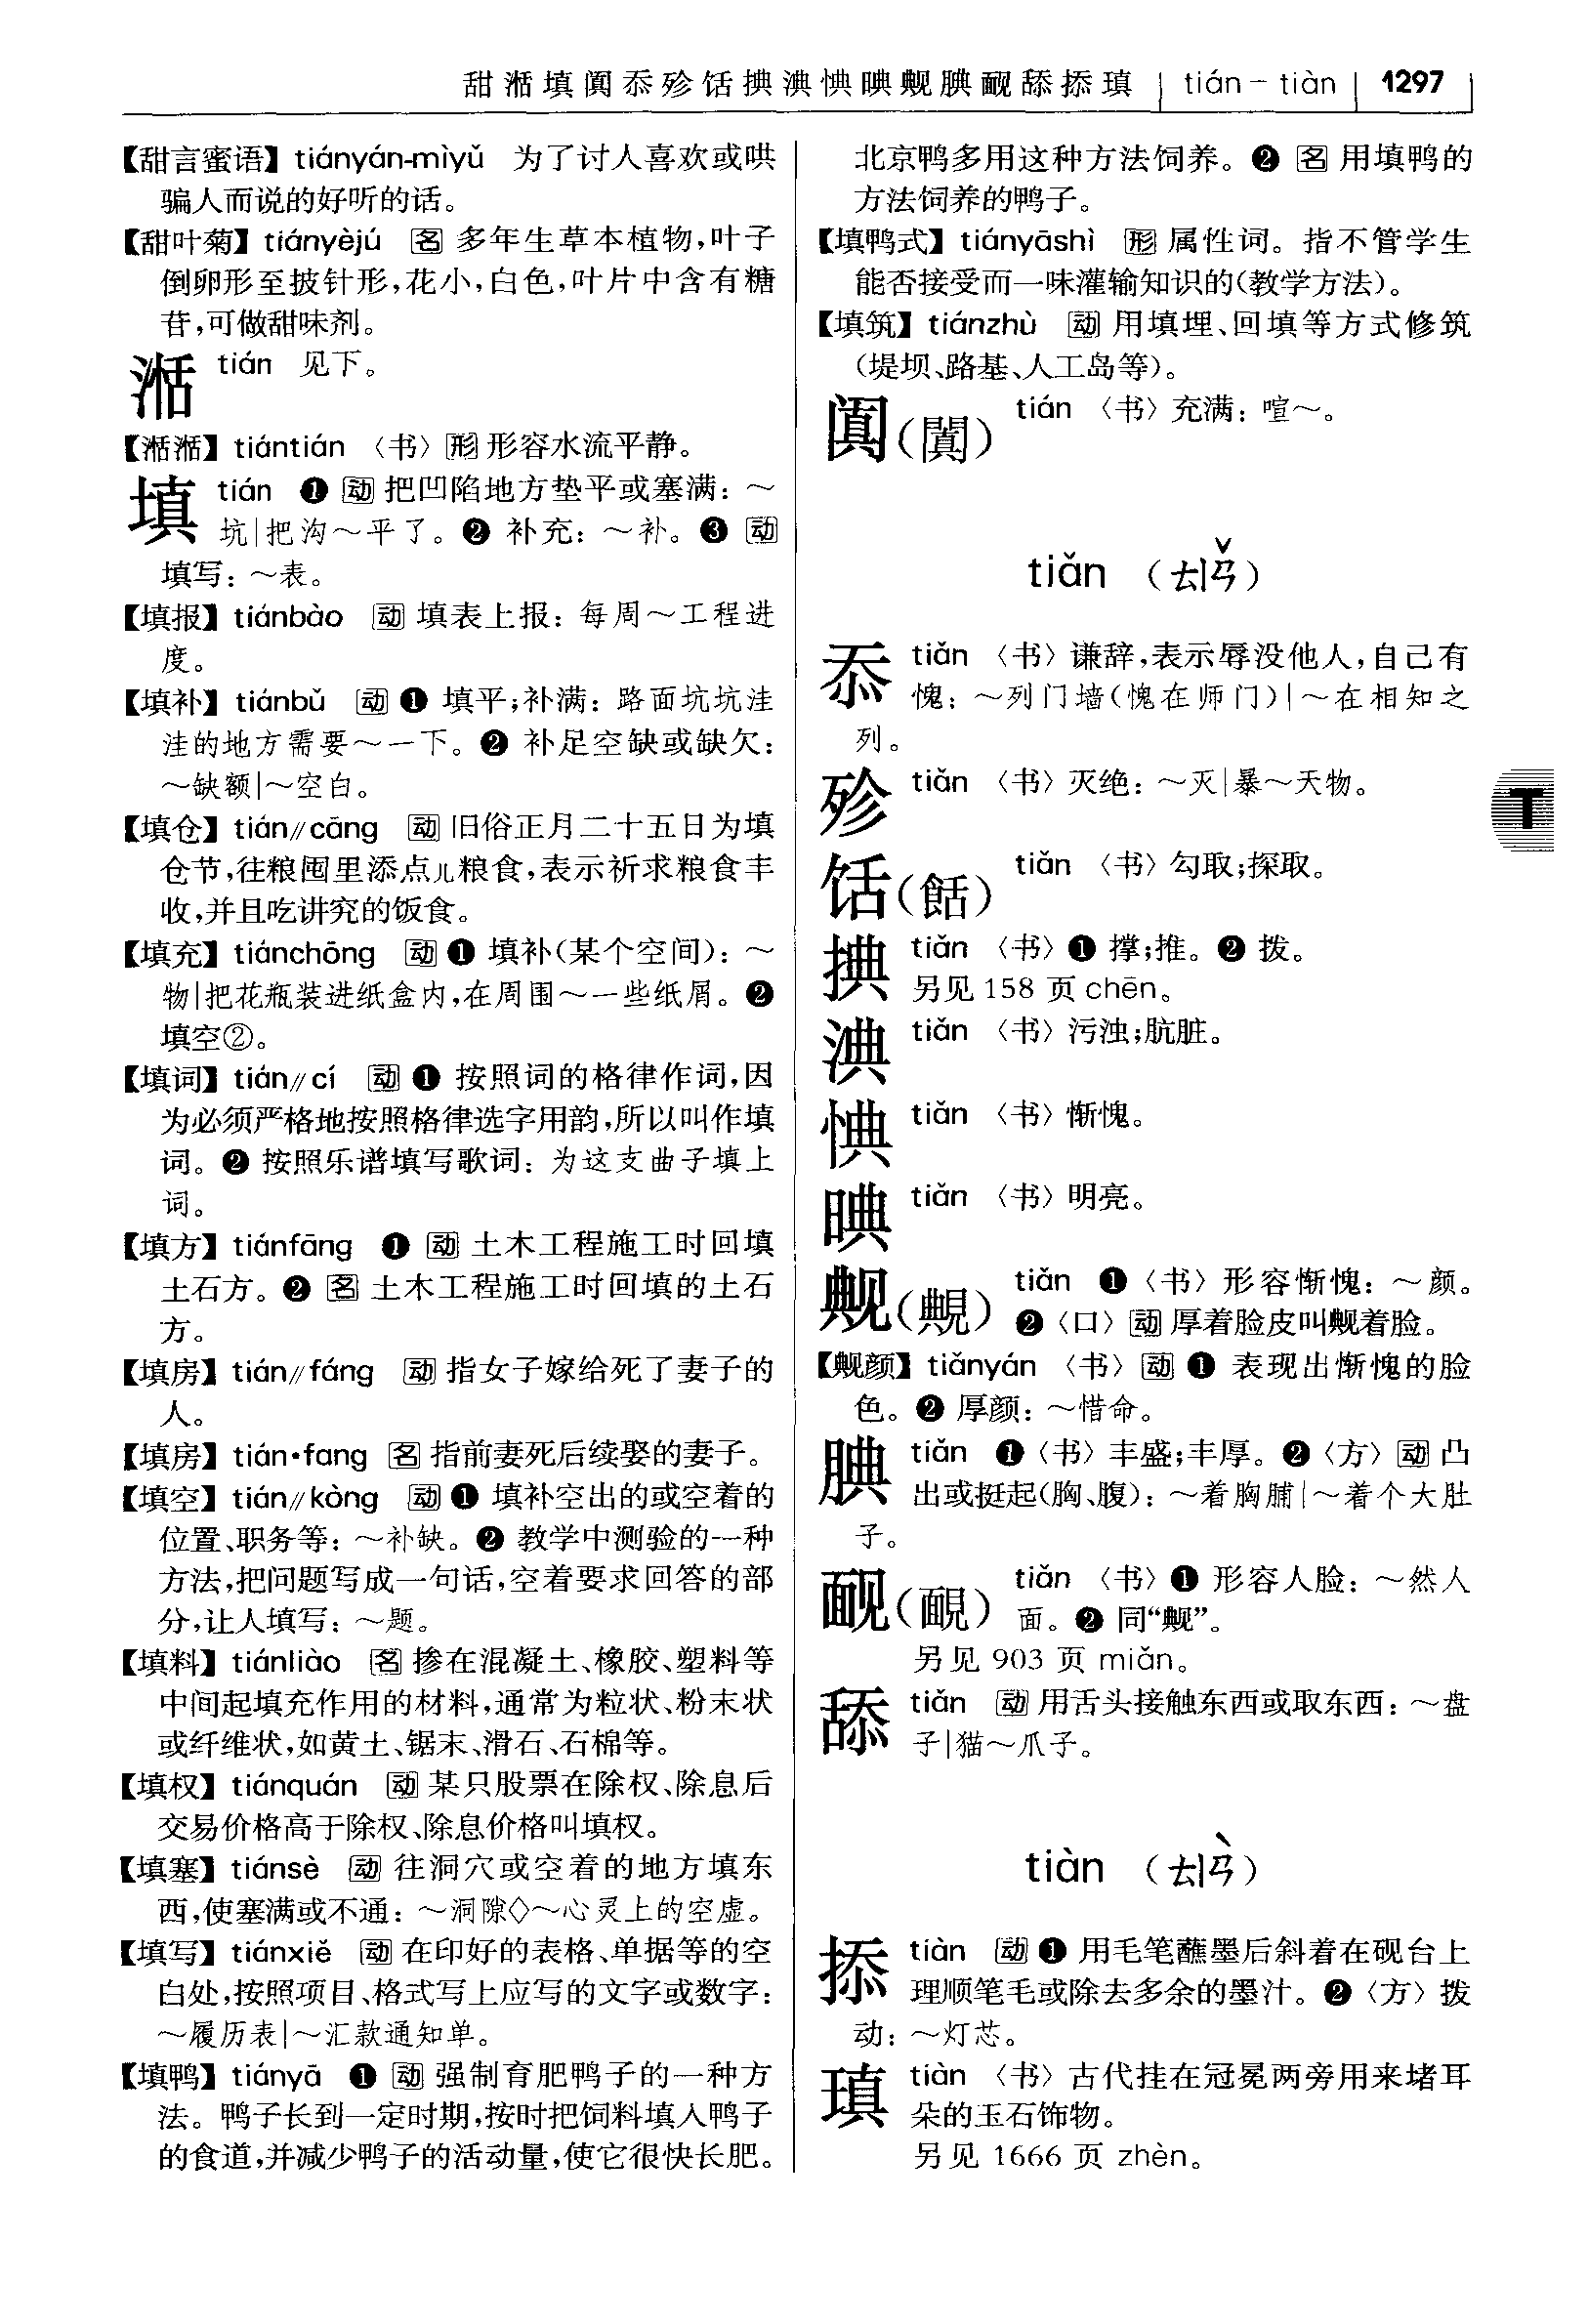 甜湉填阗忝殄饣舌掭淟惏晪觍腆靦舔掭瑱 tián－tiàn 1297
【甜言蜜语】tiányán-mìyǔ 为了讨人喜欢或哄
骗人而说的好听的话。
【甜叶菊】tiányèjú 名 多年生草本植物,叶子
倒卵形至披针形,花小,白色,叶片中含有糖
苷,可做甜味剂。
湉 tián 见下。
【湉湉】tiántián 〈书〉形 形容水流平静。
填 tián ❶ 动 把凹陷地方垫平或塞满：～
坑|把沟～平了。❷ 补充：～补。❸ 动
填写：～表。
【填报】tiánbào 动 填表上报：每周～工程进
度。
【填补】tiánbǔ 动 ❶ 填平;补满：路面坑坑洼
洼的地方需要～一下。❷ 补足空缺或缺欠：
～缺额|～空白。
【填仓】tián//cāng 动 旧俗正月二十五日为填
仓节,往粮囤里添点儿粮食,表示祈求粮食丰
收,并且吃讲究的饭食。
【填充】tiánchōng 动 ❶ 填补(某个空间)：～
物|把花瓶装进纸盒内,在周围～一些纸屑。❷
填空②。
【填词】tián//cí 动 ❶ 按照词的格律作词,因
为必须严格地按照格律选字用韵,所以叫作填
词。❷ 按照乐谱填写歌词：为这支曲子填上
词。
【填方】tiánfāng ❶ 动 土木工程施工时回填
土石方。❷ 名 土木工程施工时回填的土石
方。
【填房】tián//fáng 动 指女子嫁给死了妻子的
人。
【填房】tián•fang 名 指前妻死后续娶的妻子。
【填空】tián//kòng 动 ❶ 填补空出的或空着的
位置、职务等：～补缺。❷ 教学中测验的一种
方法,把问题写成一句话,空着要求回答的部
分,让人填写：～题。
【填料】tiánliào 名 掺在混凝土、橡胶、塑料等
中间起填充作用的材料,通常为粒状、粉末状
或纤维状,如黄土、锯末、滑石、石棉等。
【填权】tiánquán 动 某只股票在除权、除息后
交易价格高于除权、除息价格叫填权。
【填塞】tiánsè 动 往洞穴或空着的地方填东
西,使塞满或不通：～洞隙◇～心灵上的空虚。
【填写】tiánxiě 动 在印好的表格、单据等的空
白处,按照项目、格式写上应写的文字或数字：
～履历表|～汇款通知单。
【填鸭】tiányā ❶ 动 强制育肥鸭子的一种方
法。鸭子长到一定时期,按时把饲料填入鸭子
的食道,并减少鸭子的活动量,使它很快长肥。
北京鸭多用这种方法饲养。❷ 名 用填鸭的
方法饲养的鸭子。
【填鸭式】tiányāshì 形 属性词。指不管学生
能否接受而一味灌输知识的(教学方法)。
【填筑】tiánzhù 动 用填埋、回填等方式修筑
(堤坝、路基、人工岛等)。
阗(闐) tián 〈书〉充满：喧～。
tiǎn （ㄊㄧㄢˇ）
忝 tiǎn 〈书〉谦辞,表示辱没他人,自己有
愧：～列门墙(愧在师门)|～在相知之
列。
殄 tiǎn 〈书〉灭绝：～灭|暴～天物。
𫗧(餂) tiǎn 〈书〉勾取;探取。
㧂 tiǎn 〈书〉❶ 撑;推。❷ 拨。
另见 158 页 chēn。
淟 tiǎn 〈书〉污浊;肮脏。
惧 tiǎn 〈书〉惭愧。
晪 tiǎn 〈书〉明亮。
觍(覥) tiǎn ❶〈书〉形容惭愧：～颜。
❷〈口〉动 厚着脸皮叫觍着脸。
【觍颜】tiǎnyán 〈书〉动 ❶ 表现出惭愧的脸
色。❷ 厚颜：～惜命。
腆 tiǎn ❶〈书〉丰盛;丰厚。❷〈方〉动 凸
出或挺起(胸、腹)：～着胸脯|～着个大肚
子。
䩄(靦) tiǎn 〈书〉❶ 形容人脸：～然人
面。❷ 同“觍”。
另见 903 页 miǎn。
舔 tiǎn 动 用舌头接触东西或取东西：～盘
子|猫～爪子。
tiàn （ㄊㄧㄢˋ）
掭 tiàn 动 ❶ 用毛笔蘸墨后斜着在砚台上
理顺笔毛或除去多余的墨汁。❷〈方〉拨
动：～灯芯。
瑱 tiàn 〈书〉古代挂在冠冕两旁用来堵耳
朵的玉石饰物。
另见 1666 页 zhèn。
T